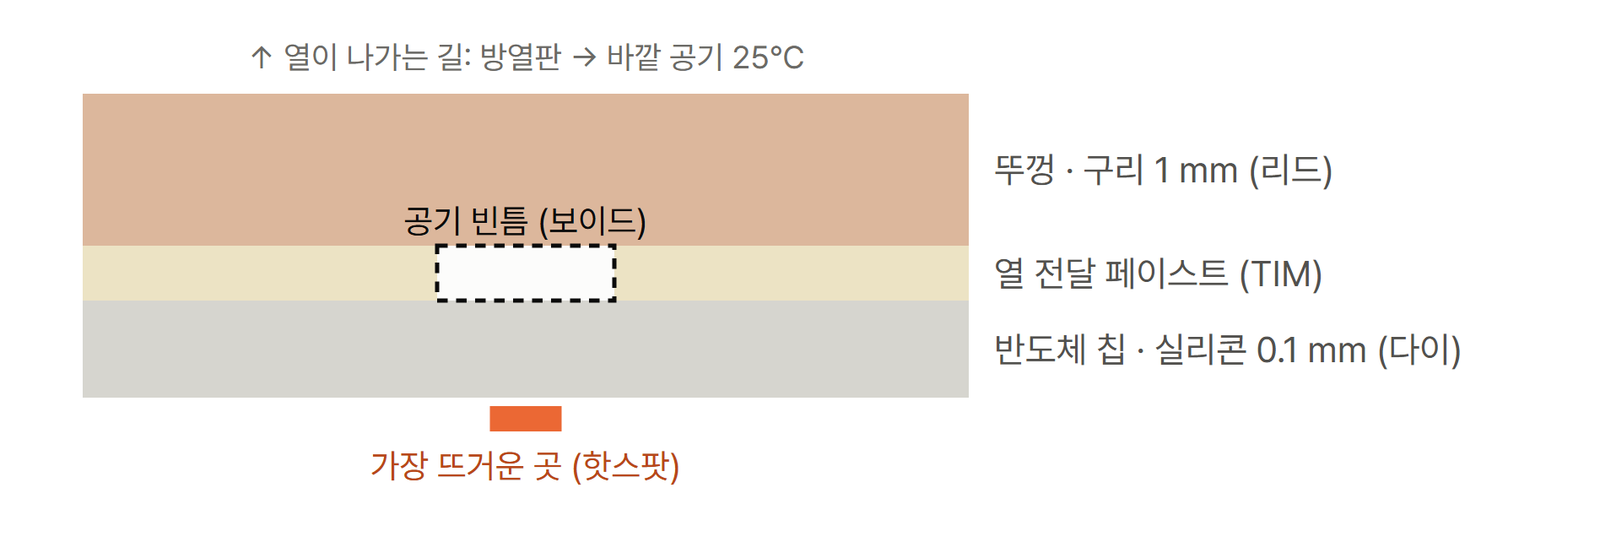 ↑ 열이 나가는 길: 방열판 → 바깥 공기 25°C
뚜껑 · 구리 1 mm (리드)
공기 빈틈 (보이드)
열 전달 페이스트 (TIM)
반도체 칩 · 실리콘 0.1 mm (다이)
가장 뜨거운 곳 (핫스팟)